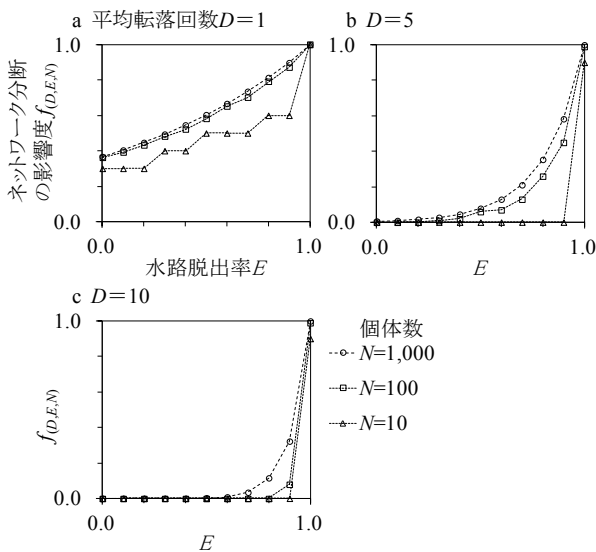 a 平均転落回数D=1
b D=5
ネットワーク分断
の影響度f(D,E,N)
1.0
0.0
0.0
1.0
水路脱出率E
1.0
0.0
0.0
1.0
E
c D=10
f(D,E,N)
1.0
0.0
0.0
1.0
E
個体数
N=1,000
N=100
N=10